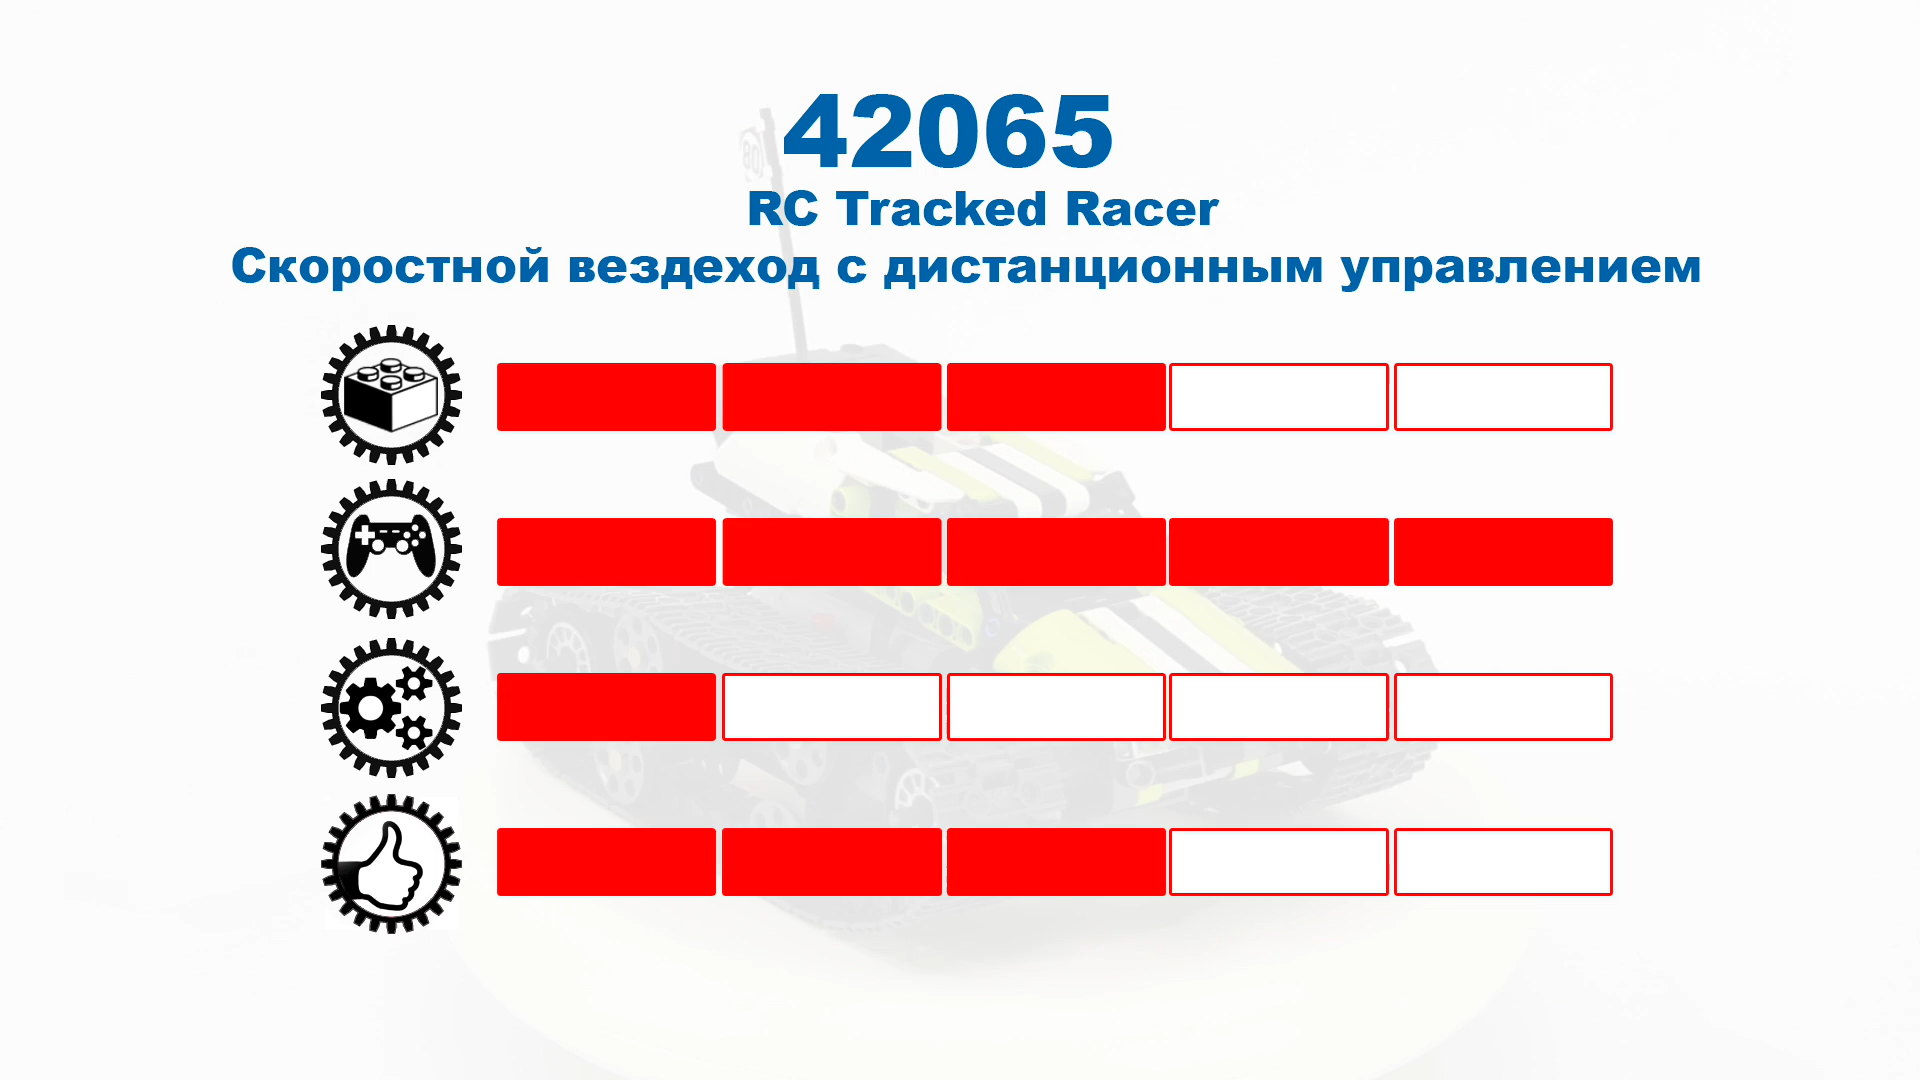 42065
RC Tracked Racer
Скоростной вездеход с дистанционным управлением